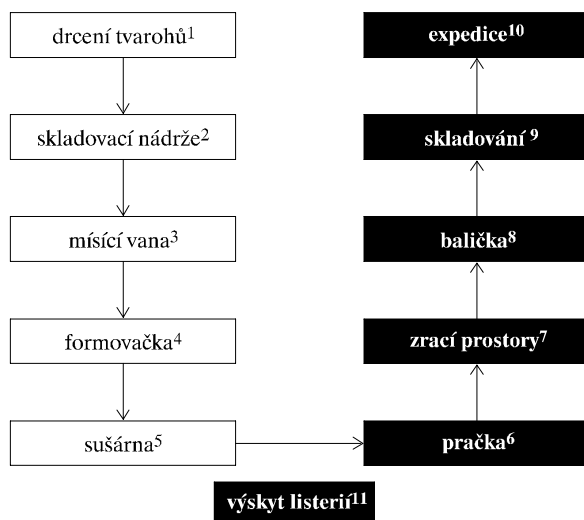 drcení tvarohů1
skladovací nádrže2
mísící vana3
formovačka4
sušárna5
pračka6
zrací prostory7
balička8
skladování 9
expedice10
výskyt listerií11